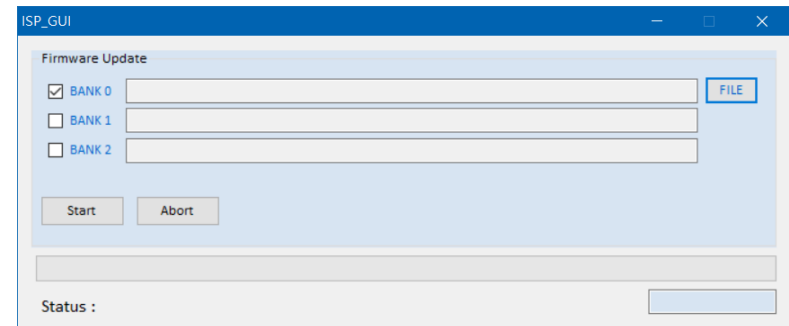 ISP_GUI
Firmware Update
BANK 0
FILE
BANK 1
BANK 2
Start Abort
Status :